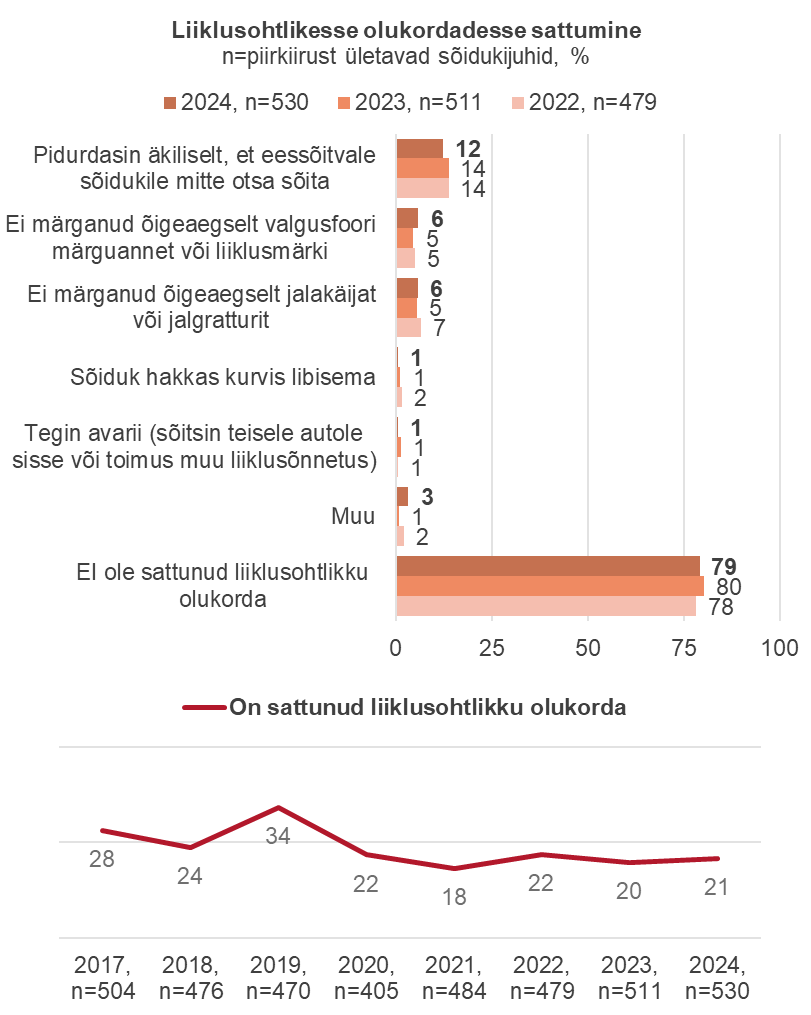 Liiklusohtlikesse olukordadesse sattumine
n=piirkiirust ületavad sõidukijuhid, %
2024, n=530 2023, n=511 2022, n=479
Pidurdasin äkiliselt, et eessõitvale
sõidukile mitte otsa sõita
12
14
14
Ei märganud õigeaegselt valgusfoori
märguannet või liiklusmärki
6
5
5
Ei märganud õigeaegselt jalakäijat
või jalgratturit
6
5
7
Sõiduk hakkas kurvis libisema
1
1
2
Tegin avarii (sõitsin teisele autole
sisse või toimus muu liiklusõnnetus)
1
1
1
Muu
3
1
2
EI ole sattunud liiklusohtlikku
olukorda
79
80
78
0 25 50 75 100
On sattunud liiklusohtlikku olukorda
28 24 34 22 18 22 20 21
2017, 2018, 2019, 2020, 2021, 2022, 2023, 2024,
n=504 n=476 n=470 n=405 n=484 n=479 n=511 n=530